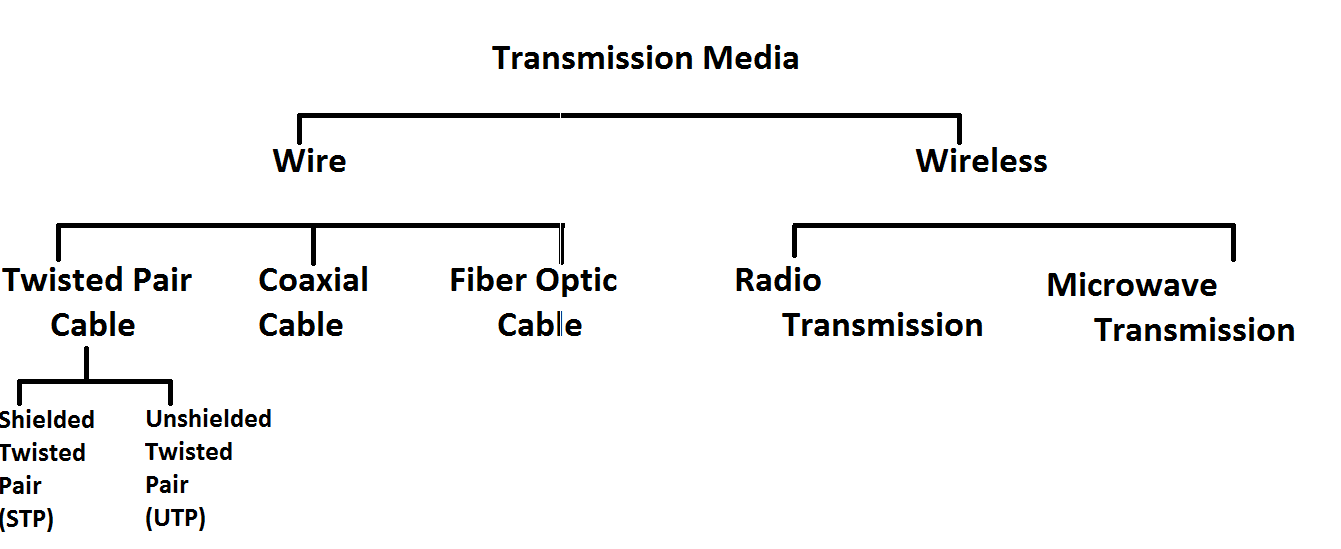 Transmission Media
Wire
Wireless
Twisted Pair
Cable
Coaxial
Cable
Fiber Optic
Cable
Radio
Transmission
Microwave
Transmission
Shielded
Twisted
Pair
(STP)
Unshielded
Twisted
Pair
(UTP)